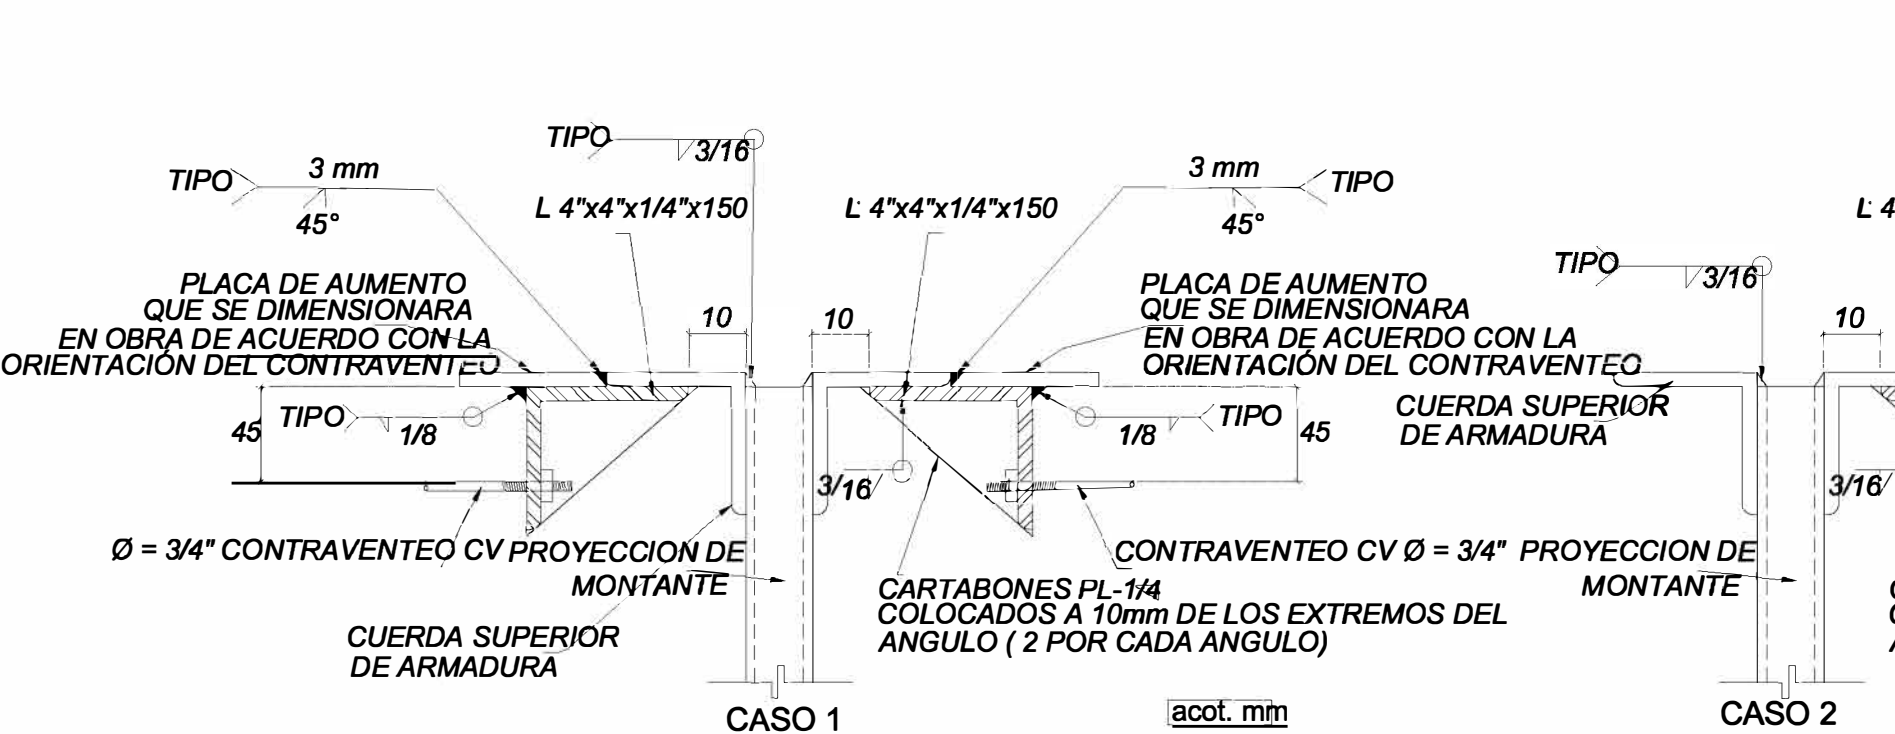 TIPO
3/16
TIPO
3 mm
45°
L 4"x4"x1/4"x150
L 4"x4"x1/4"x150
3 mm
45°
TIPO
PLACA DE AUMENTO
QUE SE DIMENSIONARA
EN OBRA DE ACUERDO CON LA
ORIENTACIÓN DEL CONTRAVENTEO
10
10
PLACA DE AUMENTO
QUE SE DIMENSIONARA
EN OBRA DE ACUERDO CON LA
ORIENTACIÓN DEL CONTRAVENTEO
45
TIPO
1/8
3/16
1/8
TIPO
45
Ø = 3/4" CONTRAVENTEO CV
PROYECCION DE
MONTANTE
CUERDA SUPERIOR
DE ARMADURA
CARTABONES PL-1/4
COLOCADOS A 10mm DE LOS EXTREMOS DEL
ANGULO ( 2 POR CADA ANGULO)
CONTRAVENTEO CV Ø = 3/4"
CASO 1
acot. mm
L 4
TIPO
3/16
10
CUERDA SUPERIOR
DE ARMADURA
3/16
PROYECCION DE
MONTANTE
CASO 2